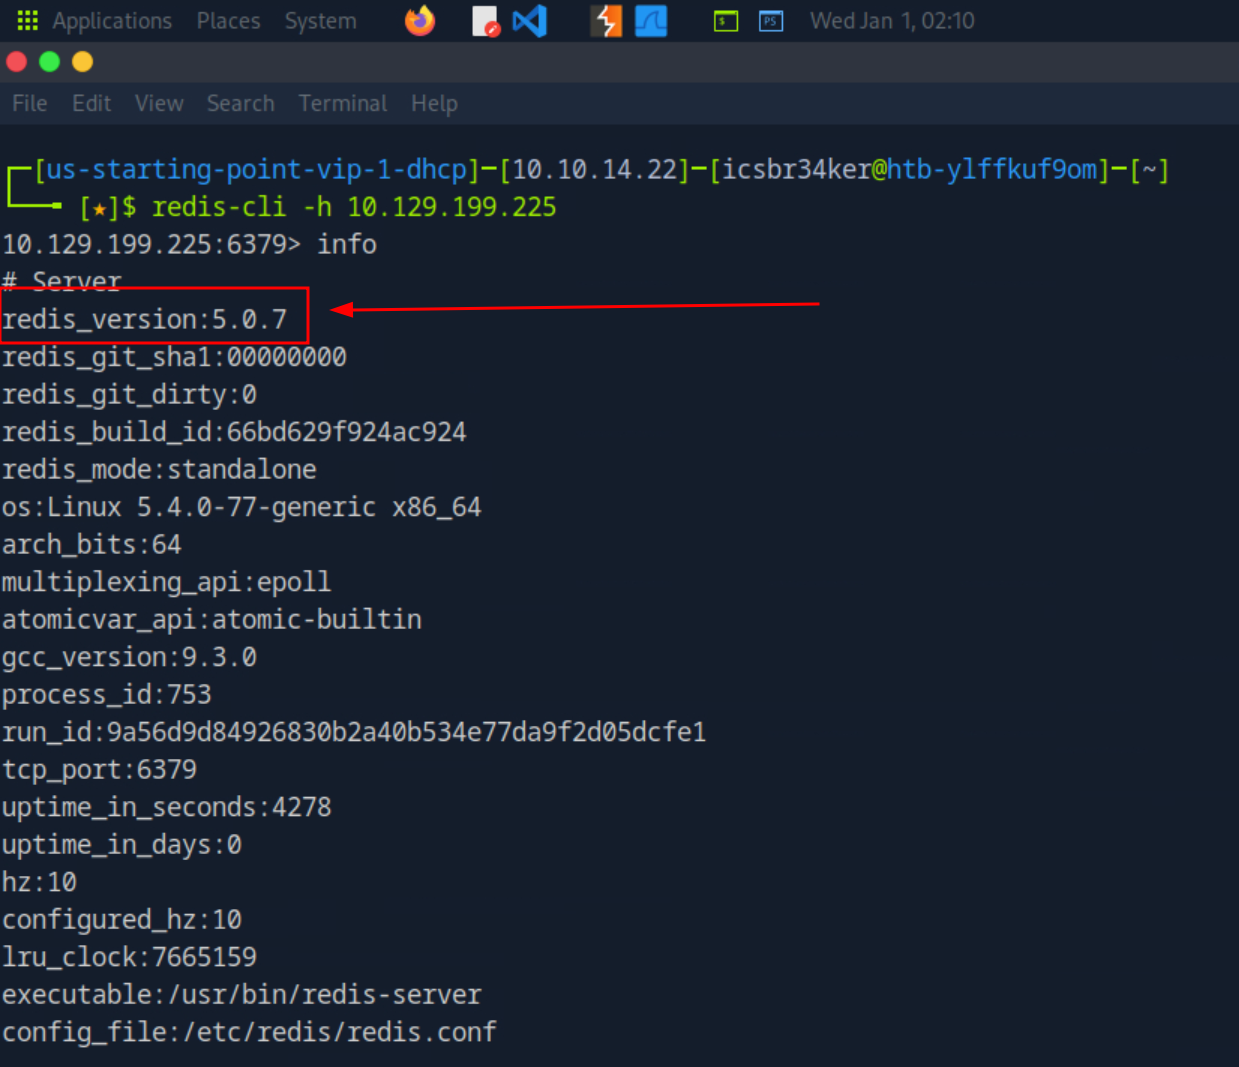 Applications Places System Wed Jan 1, 02:10
File Edit View Search Terminal Help
[us-starting-point-vip-1-dhcp]─[10.10.14.22]─[icsbr34ker@htb-ylffkuf9om]─[~]
[★]$ redis-cli -h 10.129.199.225
10.129.199.225:6379> info
# Server
redis_version:5.0.7
redis_git_sha1:00000000
redis_git_dirty:0
redis_build_id:66bd629f924ac924
redis_mode:standalone
os:Linux 5.4.0-77-generic x86_64
arch_bits:64
multiplexing_api:epoll
atomicvar_api:atomic-builtin
gcc_version:9.3.0
process_id:753
run_id:9a56d9d84926830b2a40b534e77da9f2d05dcfe1
tcp_port:6379
uptime_in_seconds:4278
uptime_in_days:0
hz:10
configured_hz:10
lru_clock:7665159
executable:/usr/bin/redis-server
config_file:/etc/redis/redis.conf